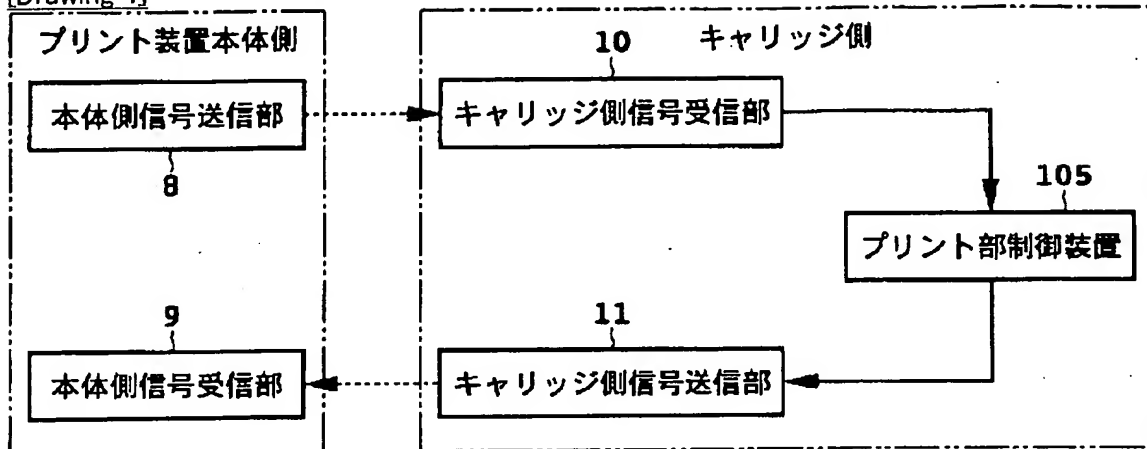 [Drawing 4]
プリント装置本体側
キャリッジ側
10
本体側信号送信部
キャリッジ側信号受信部
8
105
プリント部制御装置
9
11
本体側信号受信部
キャリッジ側信号送信部